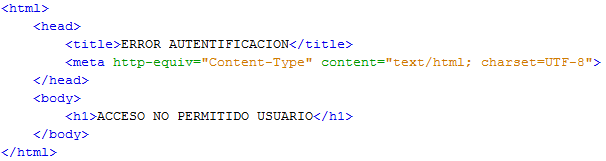 <html>
<head>
<title>ERROR AUTENTIFICACION</title>
<meta http-equiv="Content-Type" content="text/html; charset=UTF-8">
</head>
<body>
<h1>ACCESO NO PERMITIDO USUARIO</h1>
</body>
</html>